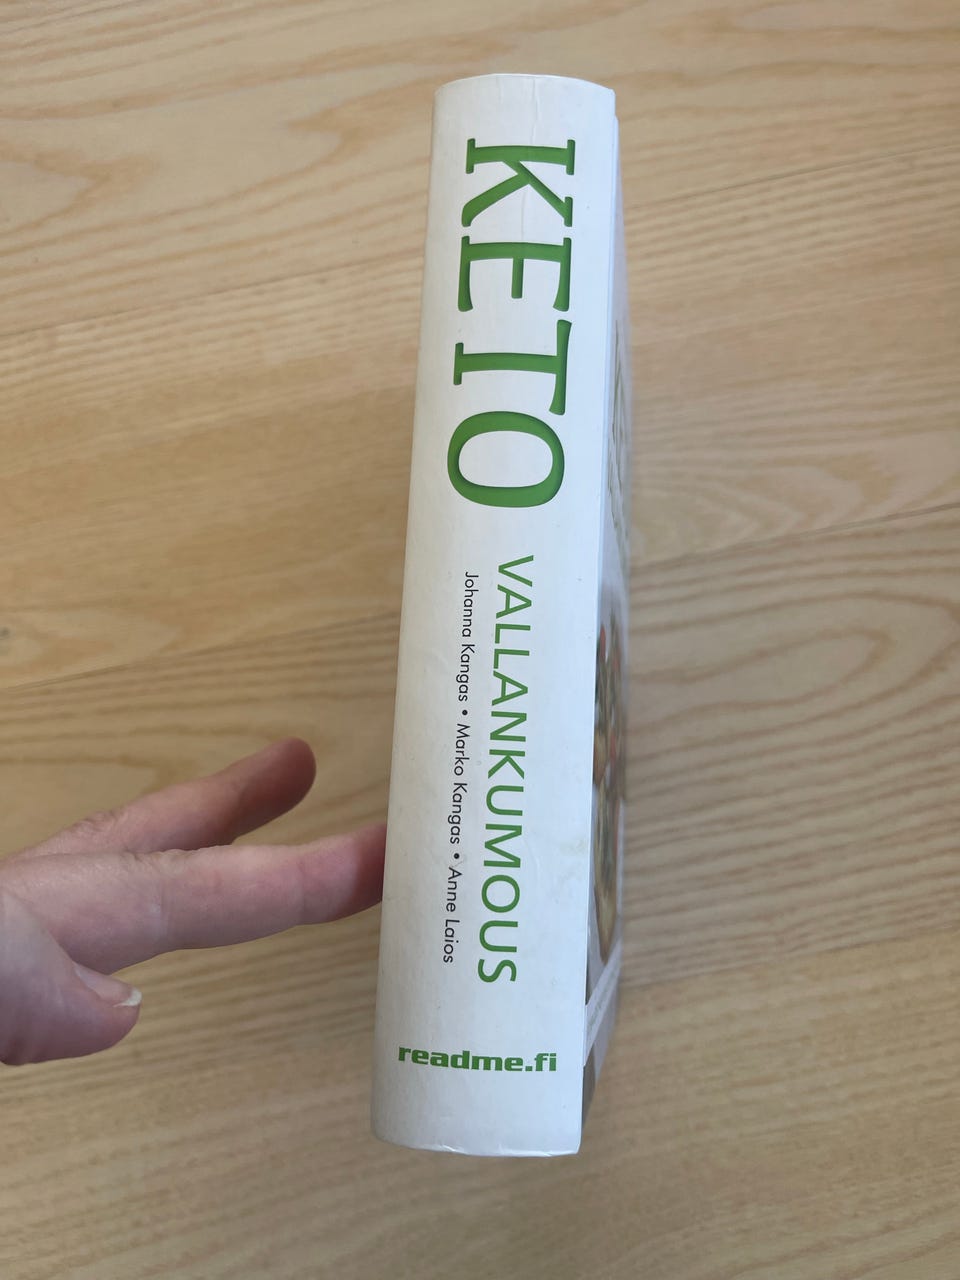 KETO
VALLANKUMOUS
Johanna Kangas • Marko Kangas • Anne Laios
readme.fi